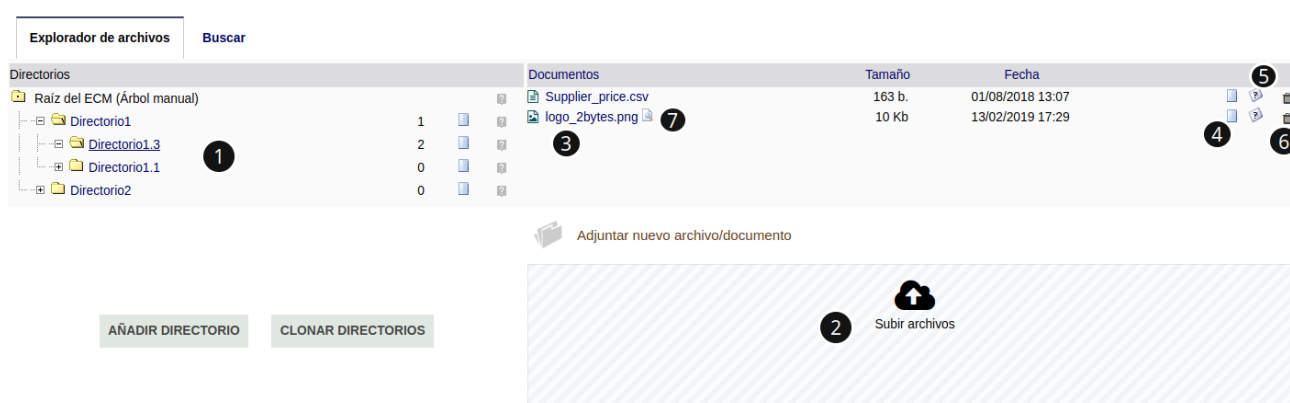 Explorador de archivos Buscar
Directorios Documentos Tamaño Fecha 5
Raíz del ECM (Árbol manual) ? Supplier_price.csv 163 b. 01/08/2018 13:07 ?
Directorio1 1 ? logo_2bytes.png 7 10 Kb 13/02/2019 17:29 ?
3 4 6
Directorio1.3 2 ?
1
Directorio1.1 0 ?
Directorio2 0 ?
Adjuntar nuevo archivo/documento
AÑADIR DIRECTORIO CLONAR DIRECTORIOS
2 Subir archivos